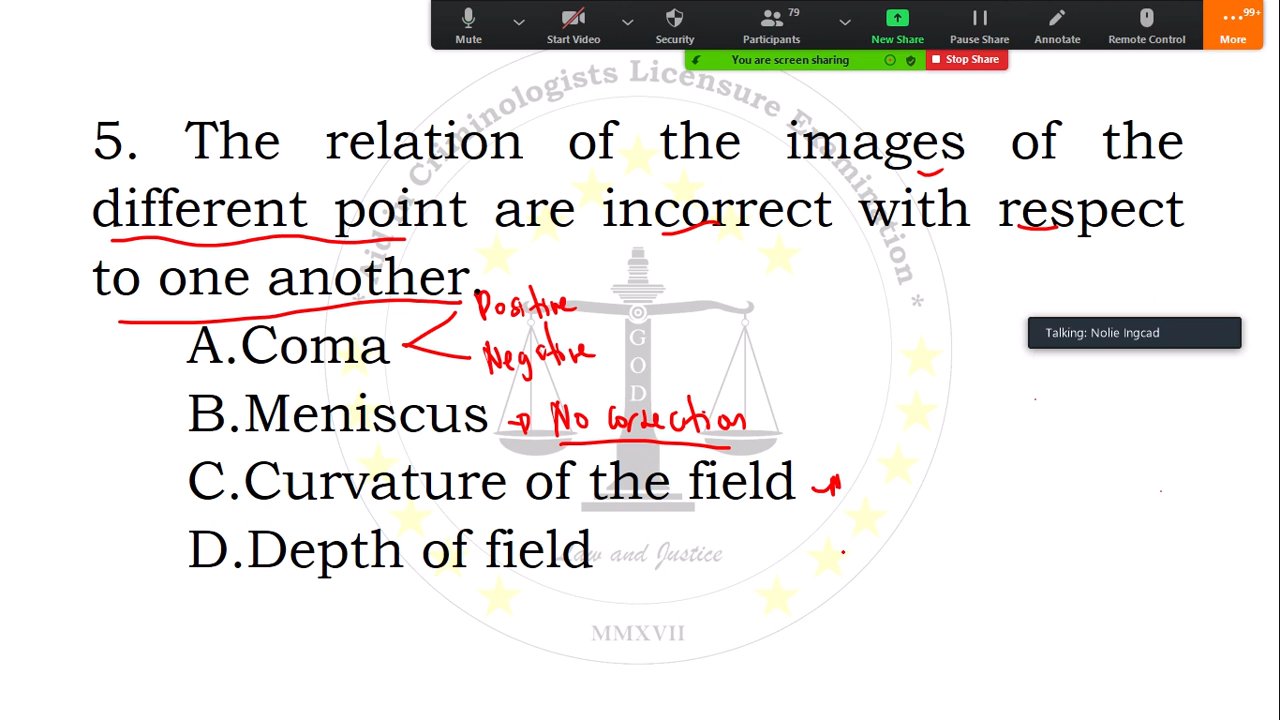 Mute
Start Video
Security
Participants
79
New Share
Pause Share
Annotate
Remote Control
More
99+
You are screen sharing
Stop Share
* Aid in Criminologists Licensure Examination *
5. The relation of the images of the
different point are incorrect with respect
to one another.
Positive
A.Coma
Negative
B.Meniscus
No correction
C.Curvature of the field
D.Depth of field
GOD
Law and Justice
MMXVII
Talking: Nolie Ingcad